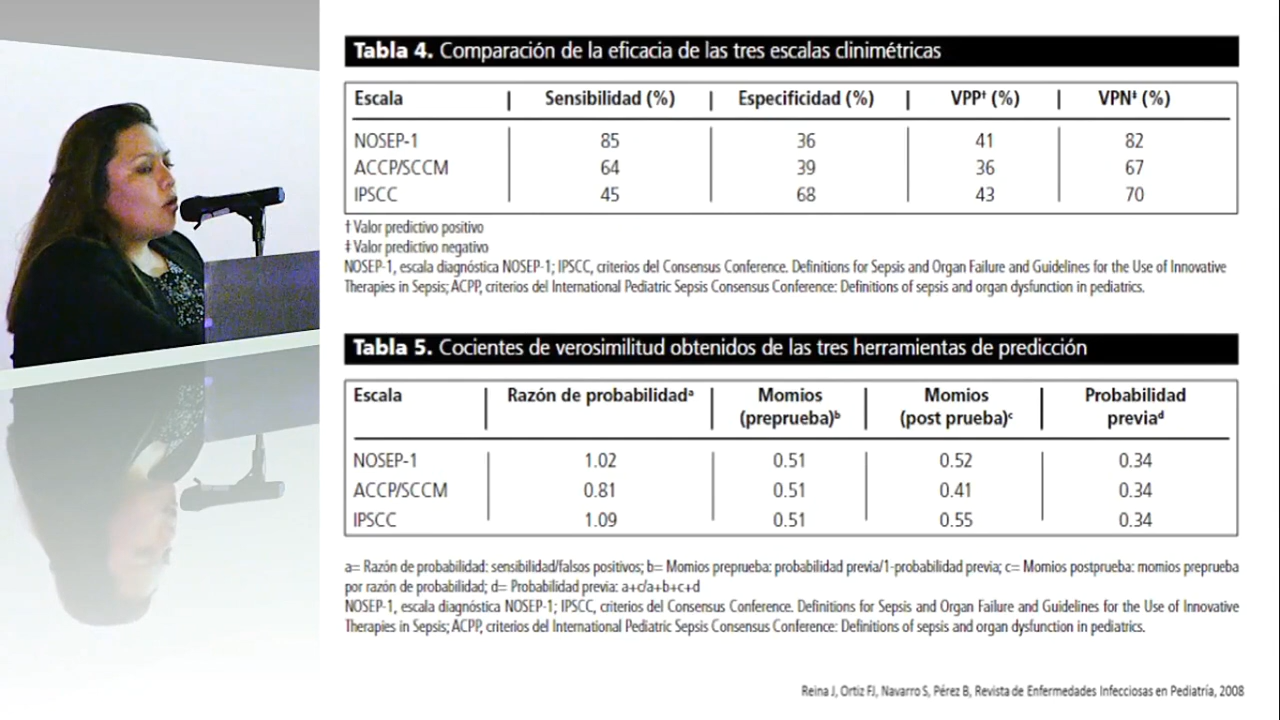 Tabla 4. Comparación de la eficacia de las tres escalas clinimétricas
Escala Sensibilidad (%) Especificidad (%) VPP† (%) VPN‡ (%)
NOSEP-1 85 36 41 82
ACCP/SCCM 64 39 36 67
IPSCC 45 68 43 70
† Valor predictivo positivo
‡ Valor predictivo negativo
NOSEP-1, escala diagnóstica NOSEP-1; IPSCC, criterios del Consensus Conference. Definitions for Sepsis and Organ Failure and Guidelines for the Use of Innovative
Therapies in Sepsis; ACPP, criterios del International Pediatric Sepsis Consensus Conference: Definitions of sepsis and organ dysfunction in pediatrics.
Tabla 5. Cocientes de verosimilitud obtenidos de las tres herramientas de predicción
Escala Razón de probabilidadᵃ Momios Momios Probabilidad
(preprueba)ᵇ (post prueba)ᶜ previaᵈ
NOSEP-1 1.02 0.51 0.52 0.34
ACCP/SCCM 0.81 0.51 0.41 0.34
IPSCC 1.09 0.51 0.55 0.34
a= Razón de probabilidad: sensibilidad/falsos positivos; b= Momios preprueba: probabilidad previa/1-probabilidad previa; c= Momios postprueba: momios preprueba
por razón de probabilidad; d= Probabilidad previa: a+c/a+b+c+d
NOSEP-1, escala diagnóstica NOSEP-1; IPSCC, criterios del Consensus Conference. Definitions for Sepsis and Organ Failure and Guidelines for the Use of Innovative
Therapies in Sepsis; ACPP, criterios del International Pediatric Sepsis Consensus Conference: Definitions of sepsis and organ dysfunction in pediatrics.
Reina J, Ortiz FJ, Navarro S, Pérez B, Revista de Enfermedades Infecciosas en Pediatría, 2008